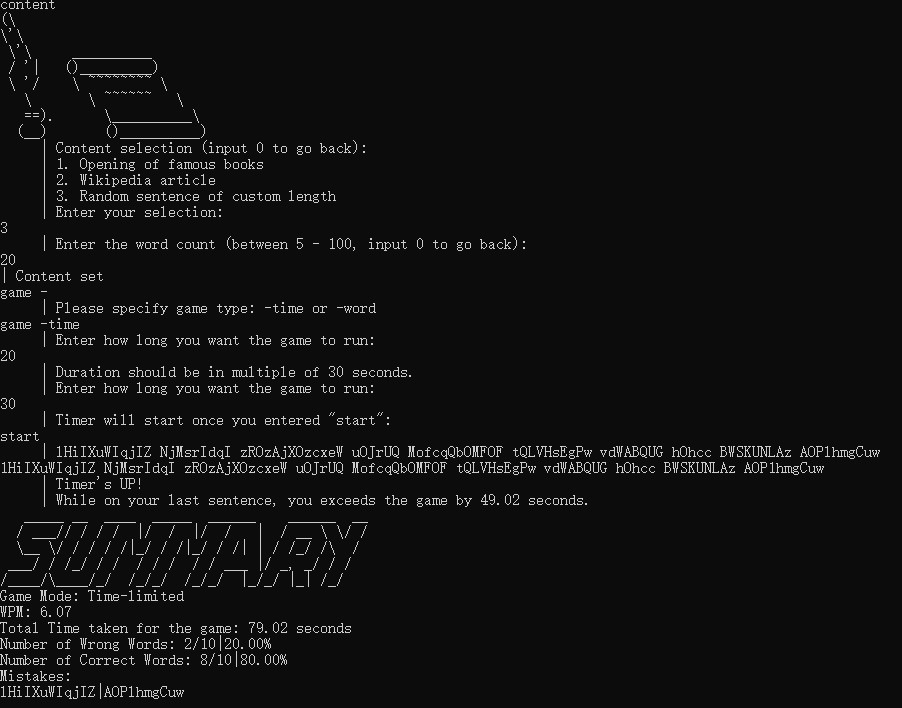 content
| Content selection (input 0 to go back):
| 1. Opening of famous books
| 2. Wikipedia article
| 3. Random sentence of custom length
| Enter your selection:
3
| Enter the word count (between 5 - 100, input 0 to go back):
20
| Content set
game -
| Please specify game type: -time or -word
game -time
| Enter how long you want the game to run:
20
| Duration should be in multiple of 30 seconds.
| Enter how long you want the game to run:
30
| Timer will start once you entered "start":
start
| lHiIXuWIqjIZ NjMsrIdqI zROzAjXOzcxeW uOJrUQ MofcqQbOMFOF tQLVHsEgPw vdWABQUG hOhcc BWSKUNLAz AOPlhmgCuw
1HiIXuWIqjIZ NjMsrIdqI zROzAjXOzcxeW uOJrUQ MofcqQbOMFOF tQLVHsEgPw vdWABQUG hOhcc BWSKUNLAz AOP1hmgCuw
| Timer's UP!
| While on your last sentence, you exceeds the game by 49.02 seconds.
SUMMARY
Game Mode: Time-limited
WPM: 6.07
Total Time taken for the game: 79.02 seconds
Number of Wrong Words: 2/10|20.00%
Number of Correct Words: 8/10|80.00%
Mistakes:
1HiIXuWIqjIZ|AOP1hmgCuw